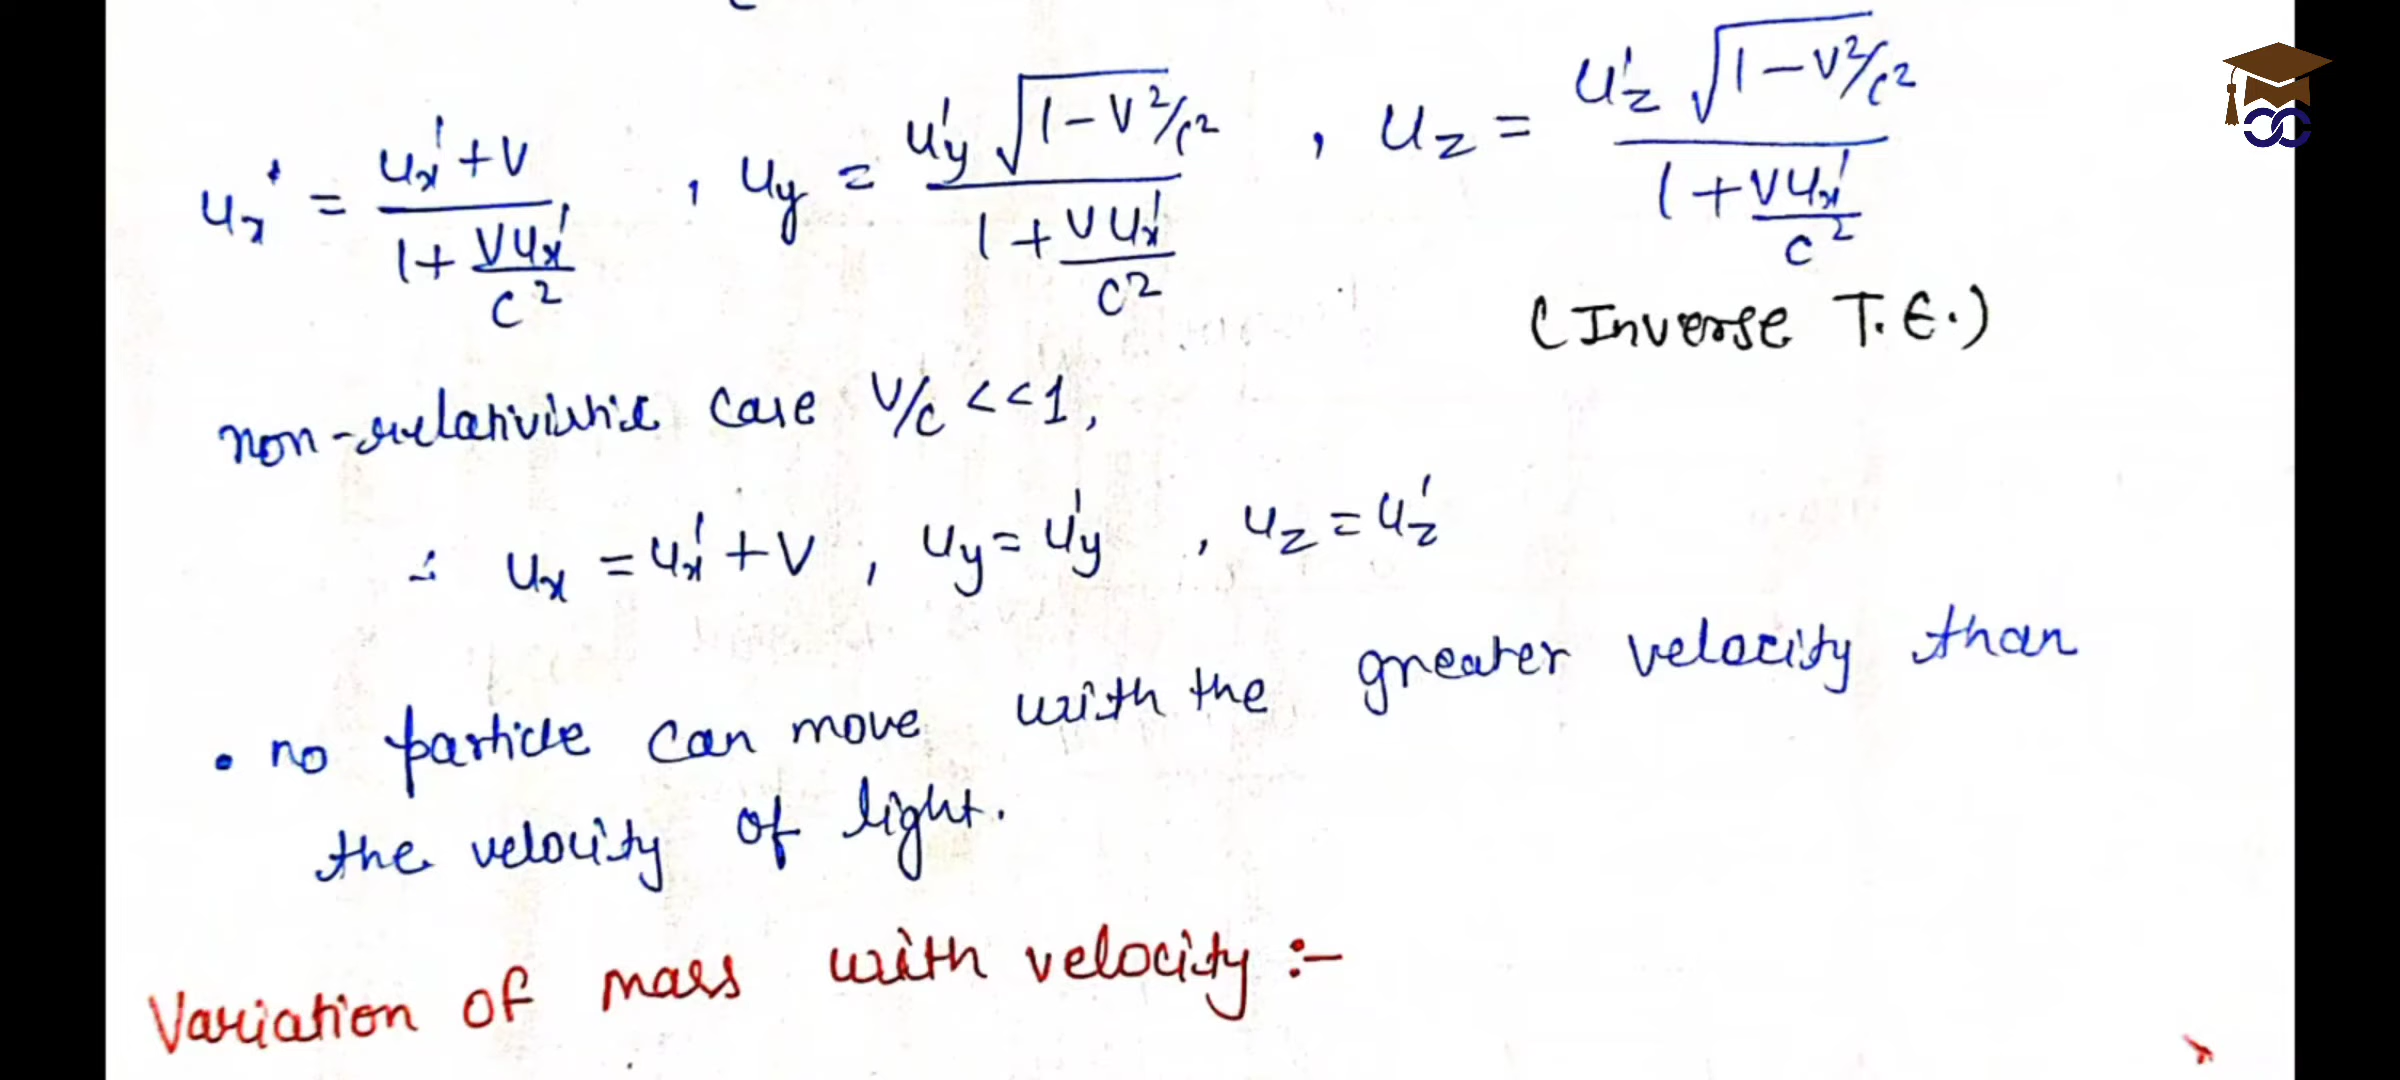 uₓ' = (uₓ' + v) / (1 + vuₓ'/c²) , u_y = u_y' √(1 − v²/c²) / (1 + vuₓ'/c²) , u_z = u_z' √(1 − v²/c²) / (1 + vuₓ'/c²)
(Inverse T.E.)
non-relativistic case v/c <<1,
∴ uₓ = uₓ' + v , u_y = u_y' , u_z = u_z'
• no particle can move with the greater velocity than
the velocity of light.
Variation of mass with velocity :-